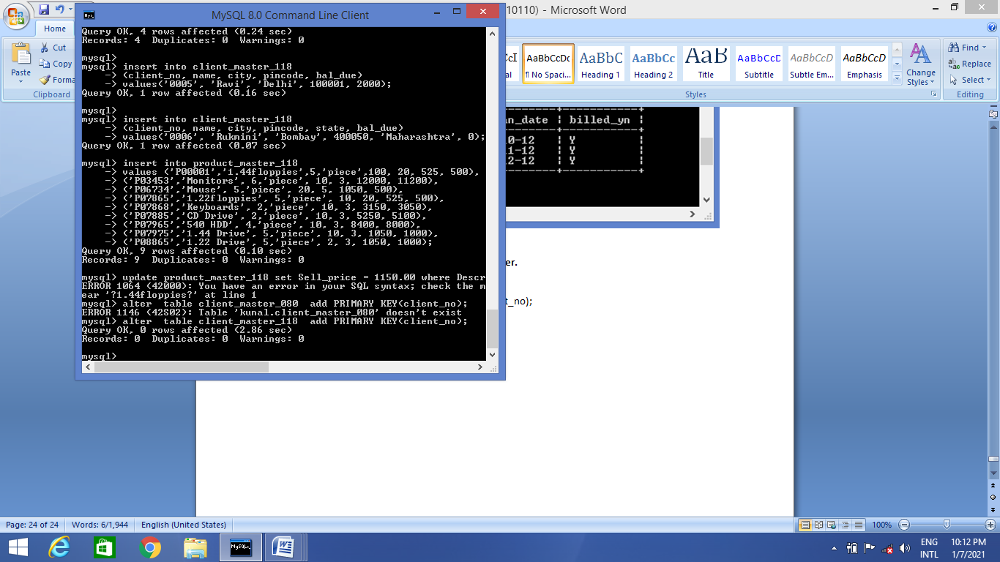 MySQL 8.0 Command Line Client
10110) - Microsoft Word
Home
Cut
Copy
Forma
Paste
Clipboard
AaBbCcDc
¶ No Spaci...
AaBbC
Heading 1
AaBbCc
Heading 2
AaB
Title
AaBbCcD
Subtitle
AaBbCcD
Subtle Em...
AaBbCcD
Emphasis
Change
Styles
Styles
Find
Replace
Select
Editing
Query OK, 4 rows affected (0.24 sec)
Records: 4  Duplicates: 0  Warnings: 0
mysql>
mysql> insert into client_master_118
    -> (client_no, name, city, pincode, bal_due)
    -> values('0005', 'Ravi', 'Delhi', 100001, 2000);
Query OK, 1 row affected (0.16 sec)
mysql>
mysql> insert into client_master_118
    -> (client_no, name, city, pincode, state, bal_due)
    -> values('0006', 'Rukmini', 'Bombay', 400050, 'Maharashtra', 0);
Query OK, 1 row affected (0.07 sec)
mysql> insert into product_master_118
    -> values ('P00001','1.44floppies',5,'piece',100, 20, 525, 500),
    -> ('P03453','Monitors', 6,'piece', 10, 3, 12000, 11200),
    -> ('P06734','Mouse', 5,'piece', 20, 5, 1050, 500),
    -> ('P07865','1.22floppies', 5,'piece', 10, 20, 525, 500),
    -> ('P07868','Keyboards', 2,'piece', 10, 3, 3150, 3050),
    -> ('P07885','CD Drive', 2,'piece', 10, 3, 5250, 5100),
    -> ('P07965','540 HDD', 4,'piece', 10, 3, 8400, 8000),
    -> ('P07975','1.44 Drive', 5,'piece', 10, 3, 1050, 1000),
    -> ('P08865','1.22 Drive', 5,'piece', 2, 3, 1050, 1000);
Query OK, 9 rows affected (0.10 sec)
Records: 9  Duplicates: 0  Warnings: 0
mysql> update product_master_118 set Sell_price = 1150.00 where Descr
ERROR 1064 (42000): You have an error in your SQL syntax; check the m
ear '?1.44floppies?' at line 1
mysql> alter  table client_master_080  add PRIMARY KEY(client_no);
ERROR 1146 (42S02): Table 'kunal.client_master_080' doesn't exist
mysql> alter  table client_master_118  add PRIMARY KEY(client_no);
Query OK, 0 rows affected (2.86 sec)
Records: 0  Duplicates: 0  Warnings: 0
mysql>
an_date | billed_yn |
0-12 | Y |
1-12 | Y |
2-12 | Y |
er.
t_no);
Page: 24 of 24
Words: 6/1,944
English (United States)
100%
MySQL
ENG
INTL
10:12 PM
1/7/2021